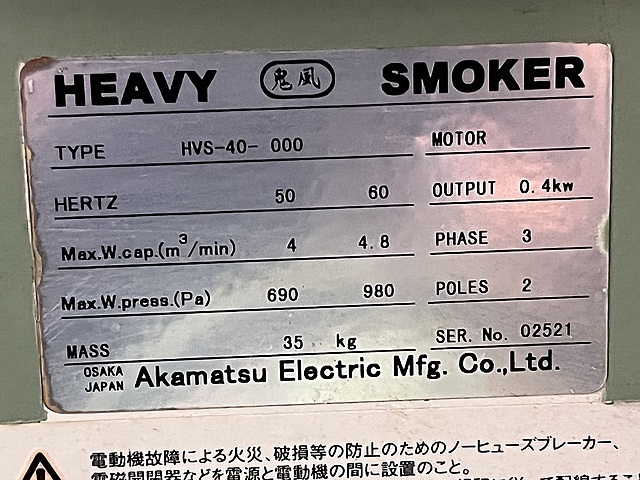 HEAVY 鬼風 SMOKER
TYPE HVS-40- 000 MOTOR
HERTZ 50 60 OUTPUT 0.4kw
Max.W.cap.(m³/min) 4 4.8 PHASE 3
Max.W.press.(Pa) 690 980 POLES 2
MASS 35 kg SER. No. 02521
OSAKA JAPAN Akamatsu Electric Mfg. Co.,Ltd.
電動機故障による火災、破損等の防止のためのノーヒューズブレーカー、
電磁開閉器などを電源と電動機の間に設置のこと。